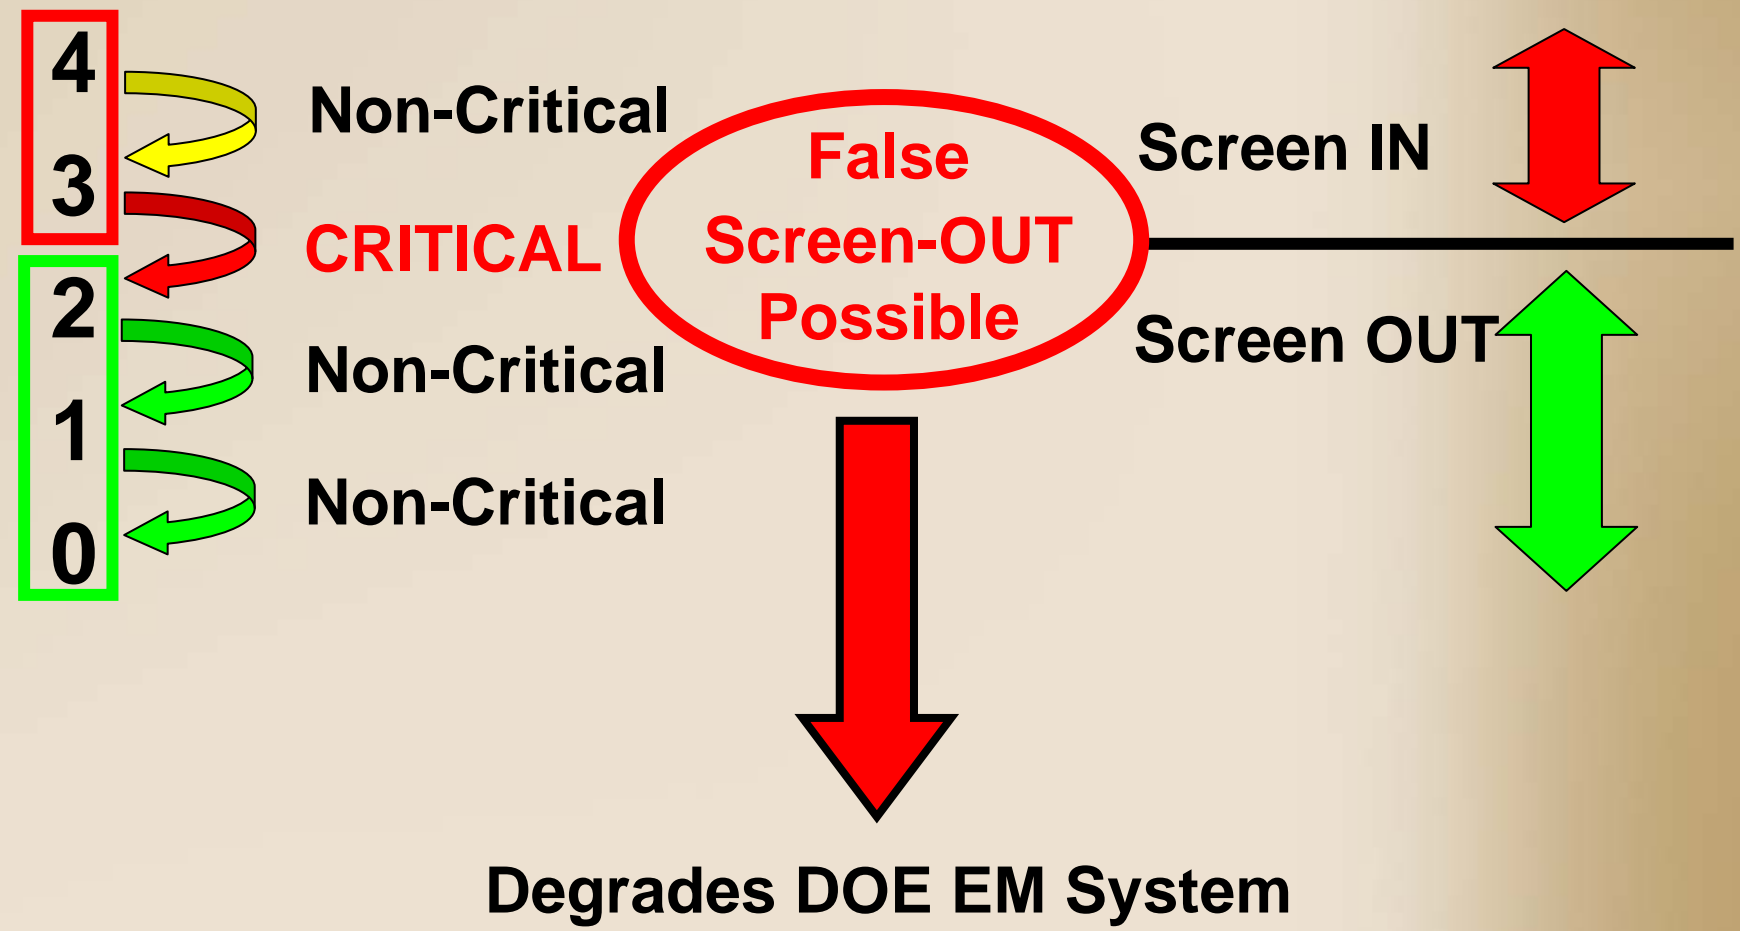 4
3
2
1
0
Non-Critical
CRITICAL
Non-Critical
Non-Critical
False
Screen-OUT
Possible
Screen IN
Screen OUT
Degrades DOE EM System